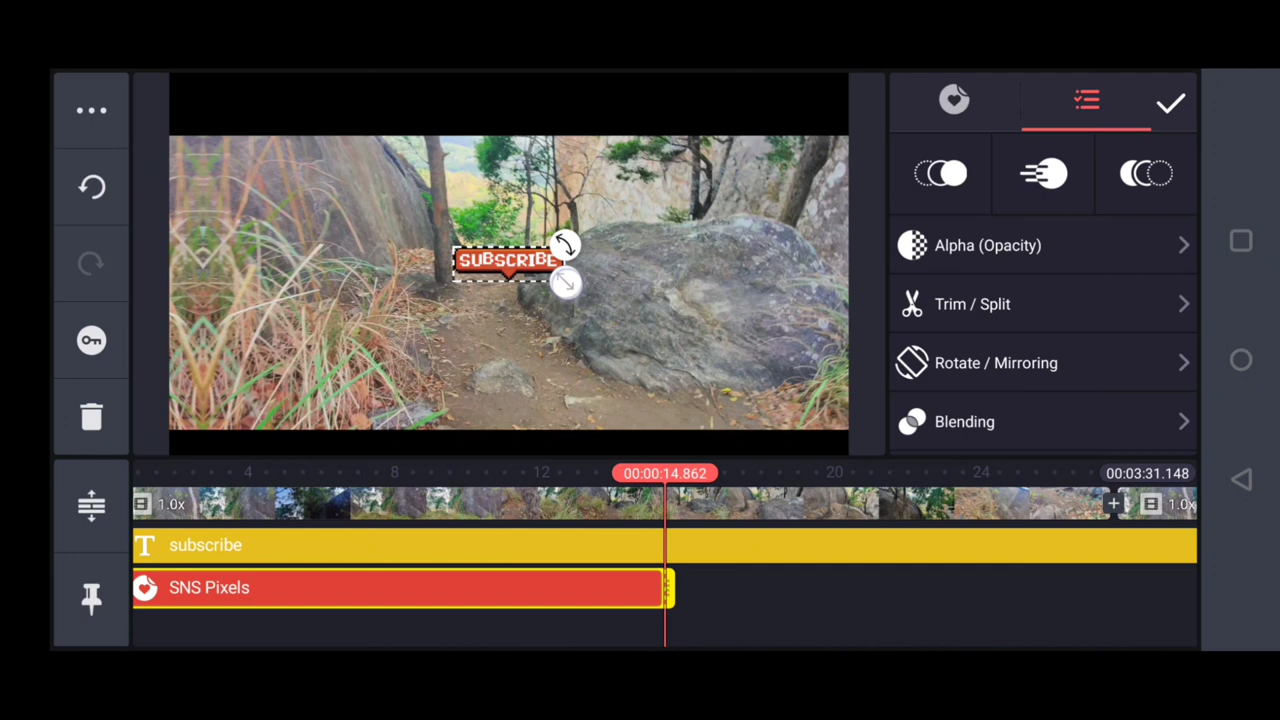 SUBSCRIBE
Alpha (Opacity)
Trim / Split
Rotate / Mirroring
Blending
4
8
12
00:00:14.862
20
24
00:03:31.148
1.0x
1.0x
T subscribe
SNS Pixels